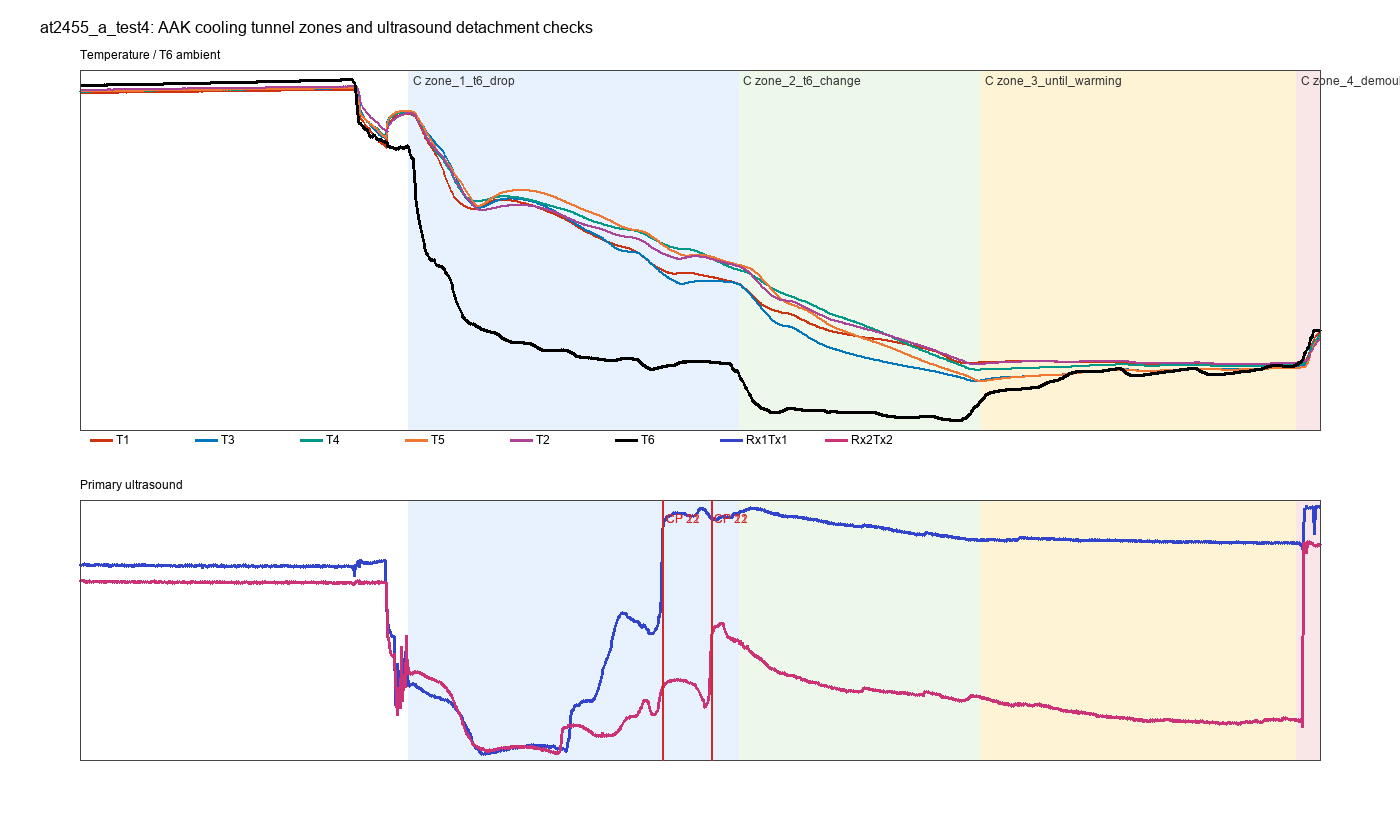 at2455_a_test4: AAK cooling tunnel zones and ultrasound detachment checks
Temperature / T6 ambient
C zone_1_t6_drop C zone_2_t6_change C zone_3_until_warming C zone_4_demou
T1 T3 T4 T5 T2 T6 Rx1Tx1 Rx2Tx2
Primary ultrasound
CP 22 CP